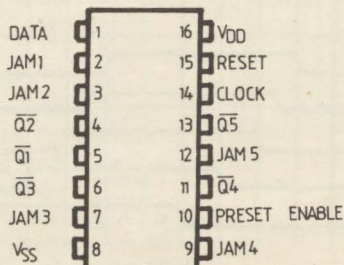 DATA 1 16 VDD
JAM1 2 15 RESET
JAM2 3 14 CLOCK
Q̅2̅ 4 13 Q̅5̅
Q̅1̅ 5 12 JAM5
Q̅3̅ 6 11 Q̅4̅
JAM3 7 10 PRESET ENABLE
VSS 8 9 JAM4